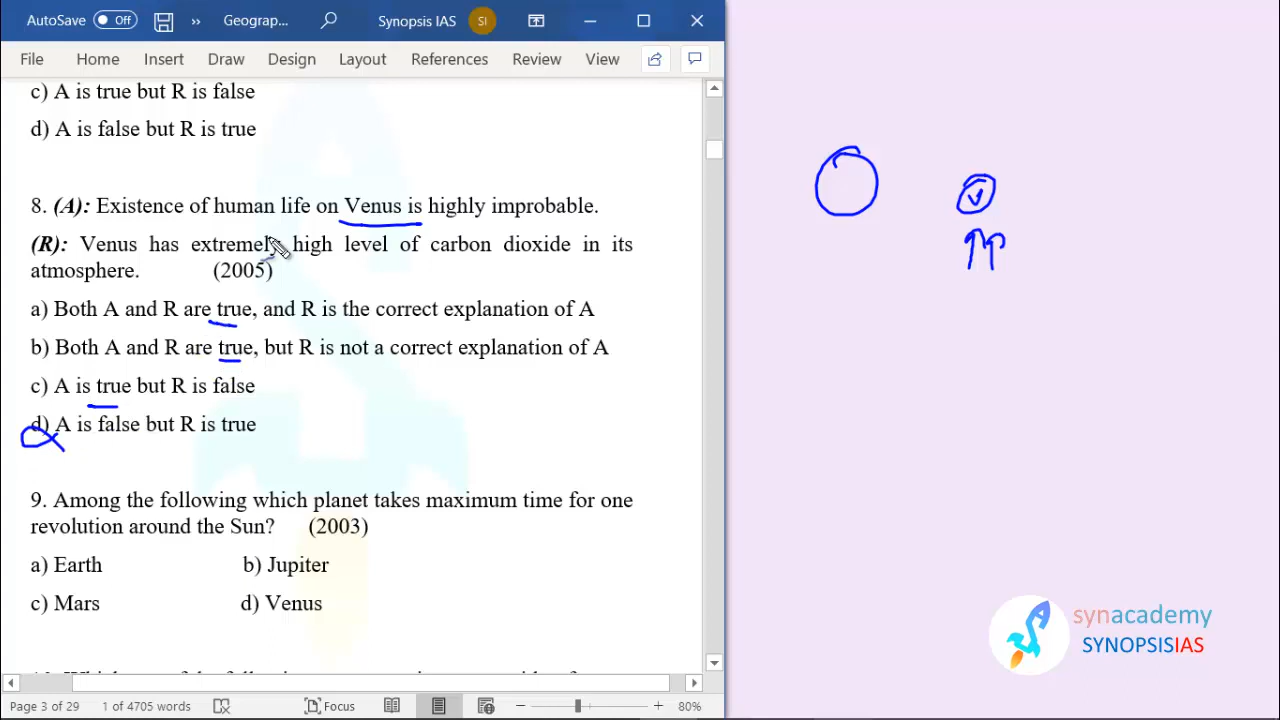 AutoSave Off Geograp... Synopsis IAS SI
File Home Insert Draw Design Layout References Review View
c) A is true but R is false
d) A is false but R is true
8. (A): Existence of human life on Venus is highly improbable.
(R): Venus has extremely high level of carbon dioxide in its
atmosphere. (2005)
a) Both A and R are true, and R is the correct explanation of A
b) Both A and R are true, but R is not a correct explanation of A
c) A is true but R is false
d) A is false but R is true
9. Among the following which planet takes maximum time for one
revolution around the Sun? (2003)
a) Earth b) Jupiter
c) Mars d) Venus
Page 3 of 29 1 of 4705 words Focus 80%
V
synacademy
SYNOPSISIAS